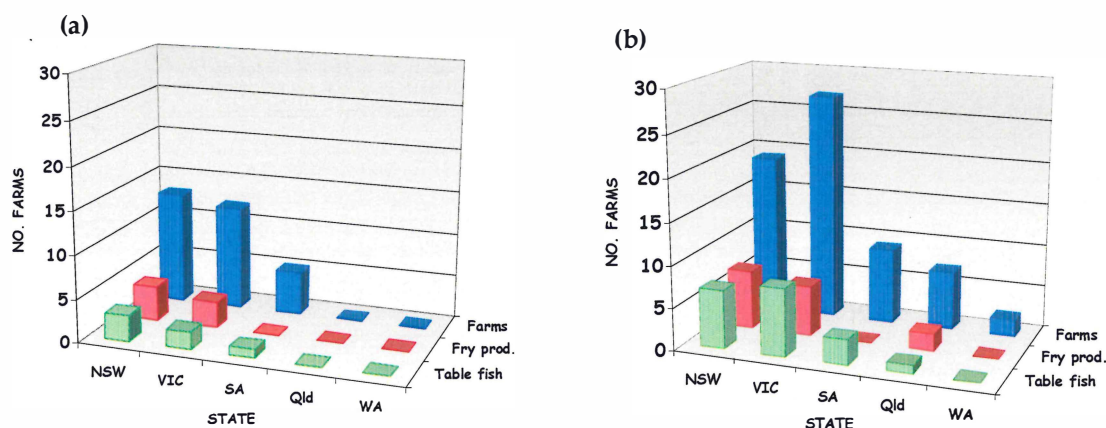 (a)
30
25
20
15
10
5
0
NO. FARMS
NSW
VIC
SA
Qld
WA
STATE
Farms
Fry prod.
Table fish
(b)
30
25
20
15
10
5
0
NO. FARMS
NSW
VIC
SA
Qld
WA
STATE
Farms
Fry prod.
Table fish